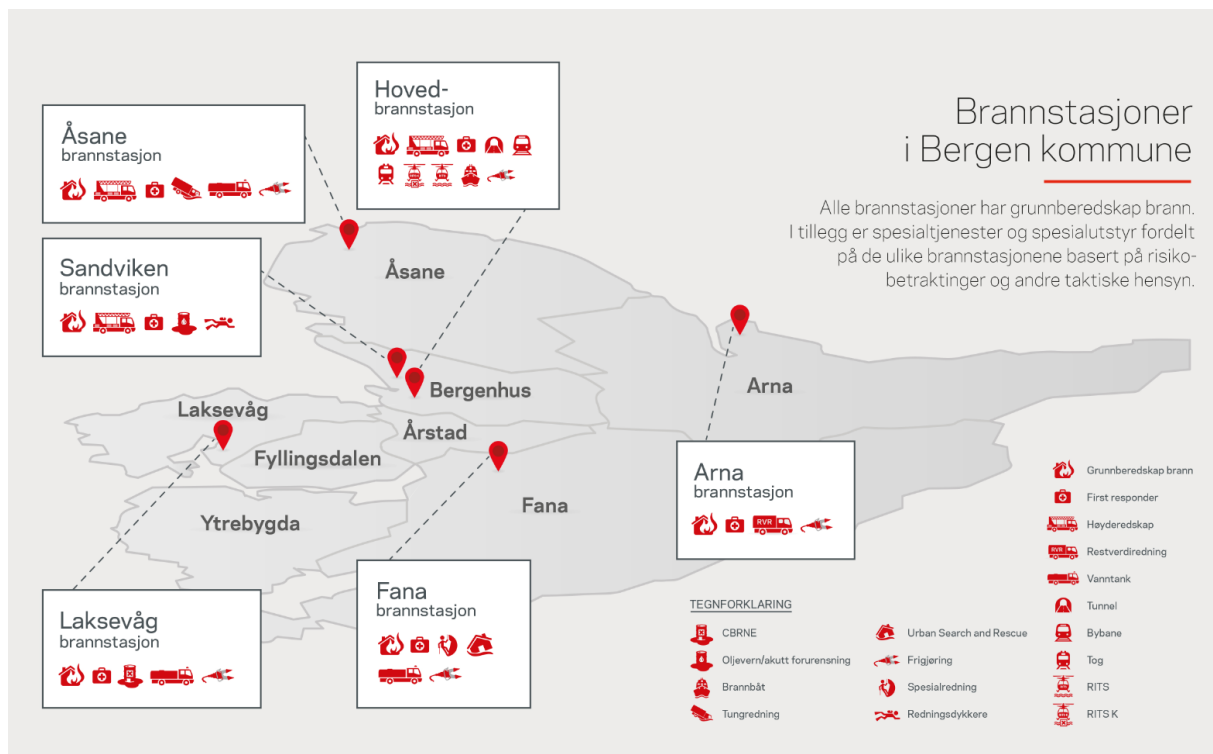 Brannstasjoner
i Bergen kommune
Alle brannstasjoner har grunnberedskap brann.
I tillegg er spesialtjenester og spesialutstyr fordelt
på de ulike brannstasjonene basert på risiko-
betraktinger og andre taktiske hensyn.
Hoved-
brannstasjon
Åsane
brannstasjon
Sandviken
brannstasjon
Åsane
Bergenhus
Arna
Laksevåg
Årstad
Fyllingsdalen
Fana
Ytrebygda
Arna
brannstasjon
RVR
Fana
brannstasjon
Laksevåg
brannstasjon
TEGNFORKLARING
CBRNE
Oljevern/akutt forurensning
Brannbåt
Tungredning
Urban Search and Rescue
Frigjøring
Spesialredning
Redningsdykkere
Grunnberedskap brann
First responder
Høyderedskap
RVR
Restverdiredning
Vanntank
Tunnel
Bybane
Tog
RITS
RITS K